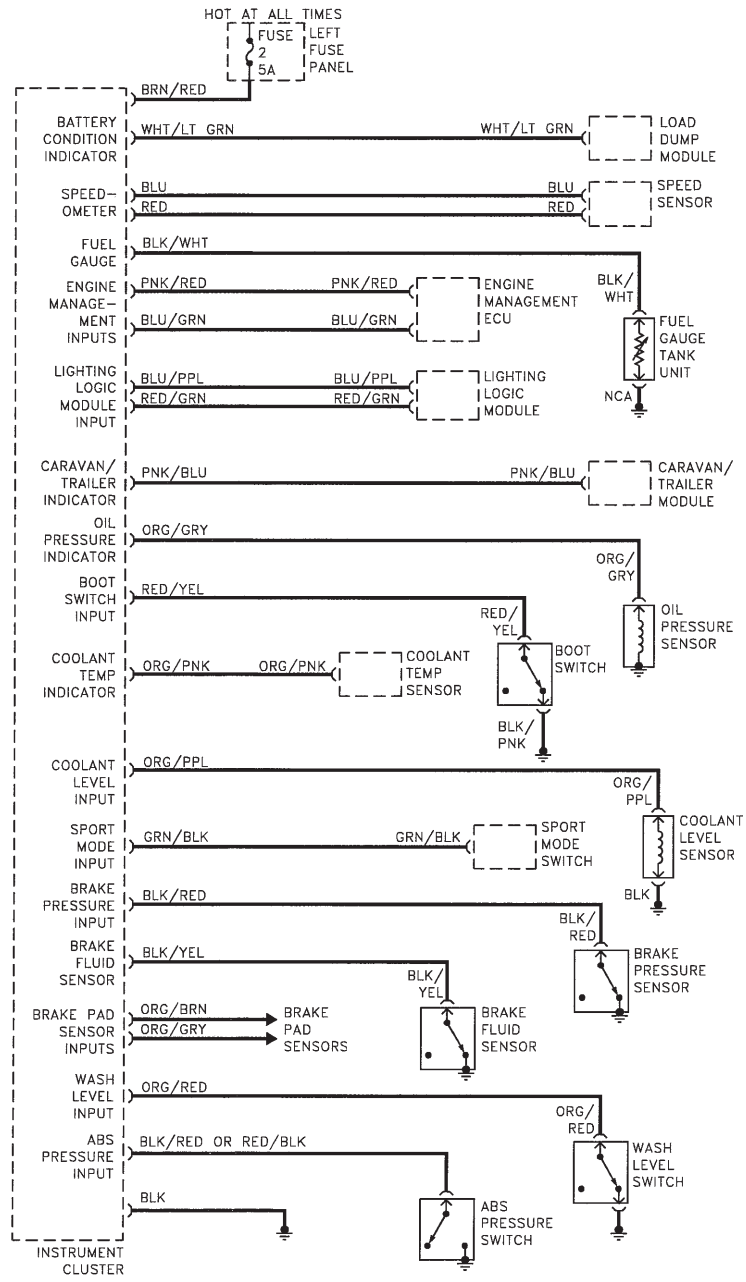 HOT AT ALL TIMES
FUSE
2
5A
LEFT
FUSE
PANEL
BRN/RED
BATTERY
CONDITION
INDICATOR
WHT/LT GRN
WHT/LT GRN
LOAD
DUMP
MODULE
SPEED-
OMETER
BLU
RED
BLU
RED
SPEED
SENSOR
FUEL
GAUGE
BLK/WHT
BLK/
WHT
FUEL
GAUGE
TANK
UNIT
NCA
ENGINE
MANAGE-
MENT
INPUTS
PNK/RED
BLU/GRN
PNK/RED
BLU/GRN
ENGINE
MANAGEMENT
ECU
LIGHTING
LOGIC
MODULE
INPUT
BLU/PPL
RED/GRN
BLU/PPL
RED/GRN
LIGHTING
LOGIC
MODULE
CARAVAN/
TRAILER
INDICATOR
PNK/BLU
PNK/BLU
CARAVAN/
TRAILER
MODULE
OIL
PRESSURE
INDICATOR
ORG/GRY
ORG/
GRY
OIL
PRESSURE
SENSOR
BOOT
SWITCH
INPUT
RED/YEL
RED/
YEL
BOOT
SWITCH
BLK/
PNK
COOLANT
TEMP
INDICATOR
ORG/PNK
ORG/PNK
COOLANT
TEMP
SENSOR
COOLANT
LEVEL
INPUT
ORG/PPL
ORG/
PPL
COOLANT
LEVEL
SENSOR
BLK
SPORT
MODE
INPUT
GRN/BLK
GRN/BLK
SPORT
MODE
SWITCH
BRAKE
PRESSURE
INPUT
BLK/RED
BLK/
RED
BRAKE
PRESSURE
SENSOR
BRAKE
FLUID
SENSOR
BLK/YEL
BLK/
YEL
BRAKE
FLUID
SENSOR
BRAKE PAD
SENSOR
INPUTS
ORG/BRN
ORG/GRY
BRAKE
PAD
SENSORS
WASH
LEVEL
INPUT
ORG/RED
ORG/
RED
WASH
LEVEL
SWITCH
ABS
PRESSURE
INPUT
BLK/RED OR RED/BLK
ABS
PRESSURE
SWITCH
BLK
INSTRUMENT
CLUSTER